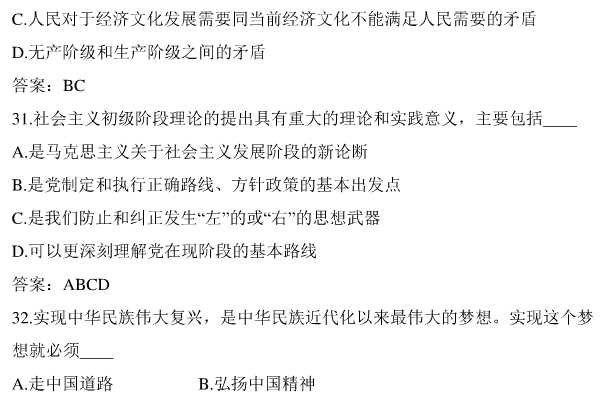 C.人民对于经济文化发展需要同当前经济文化不能满足人民需要的矛盾
D.无产阶级和生产阶级之间的矛盾
答案：BC
31.社会主义初级阶段理论的提出具有重大的理论和实践意义，主要包括____
A.是马克思主义关于社会主义发展阶段的新论断
B.是党制定和执行正确路线、方针政策的基本出发点
C.是我们防止和纠正发生“左”的或“右”的思想武器
D.可以更深刻理解党在现阶段的基本路线
答案：ABCD
32.实现中华民族伟大复兴，是中华民族近代化以来最伟大的梦想。实现这个梦
想就必须____
A.走中国道路 B.弘扬中国精神